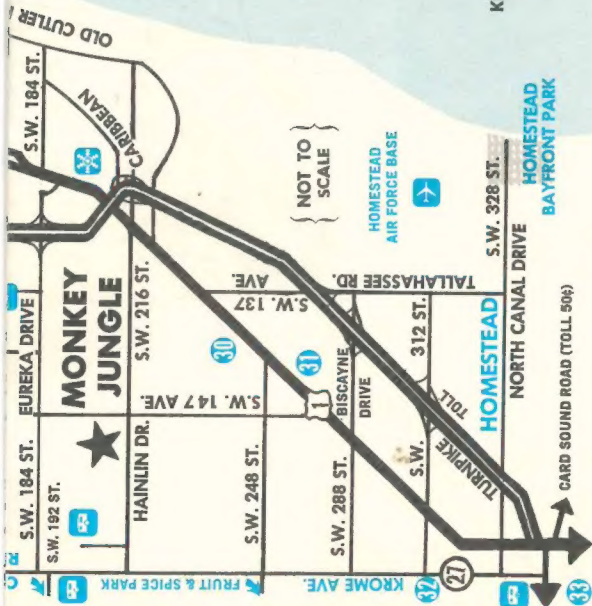 OLD CUTLER
S.W. 184 ST.
CARIBBEAN
EUREKA DRIVE
S.W. 184 ST.
S.W. 192 ST.
MONKEY
JUNGLE
S.W. 216 ST.
HAINLIN DR.
NOT TO
SCALE
HOMESTEAD
AIR FORCE BASE
S.W. 137
AVE.
TALLAHASSEE RD.
30
S.W. 147 AVE.
31
S.W. 248 ST.
FRUIT & SPICE PARK
1
BISCAYNE
DRIVE
S.W. 288 ST.
312 ST.
S.W.
KROME AVE.
32
27
TURNPIKE
TOLL
HOMESTEAD
S.W. 328 ST.
NORTH CANAL DRIVE
HOMESTEAD
BAYFRONT PARK
K
CARD SOUND ROAD (TOLL 50¢)
33